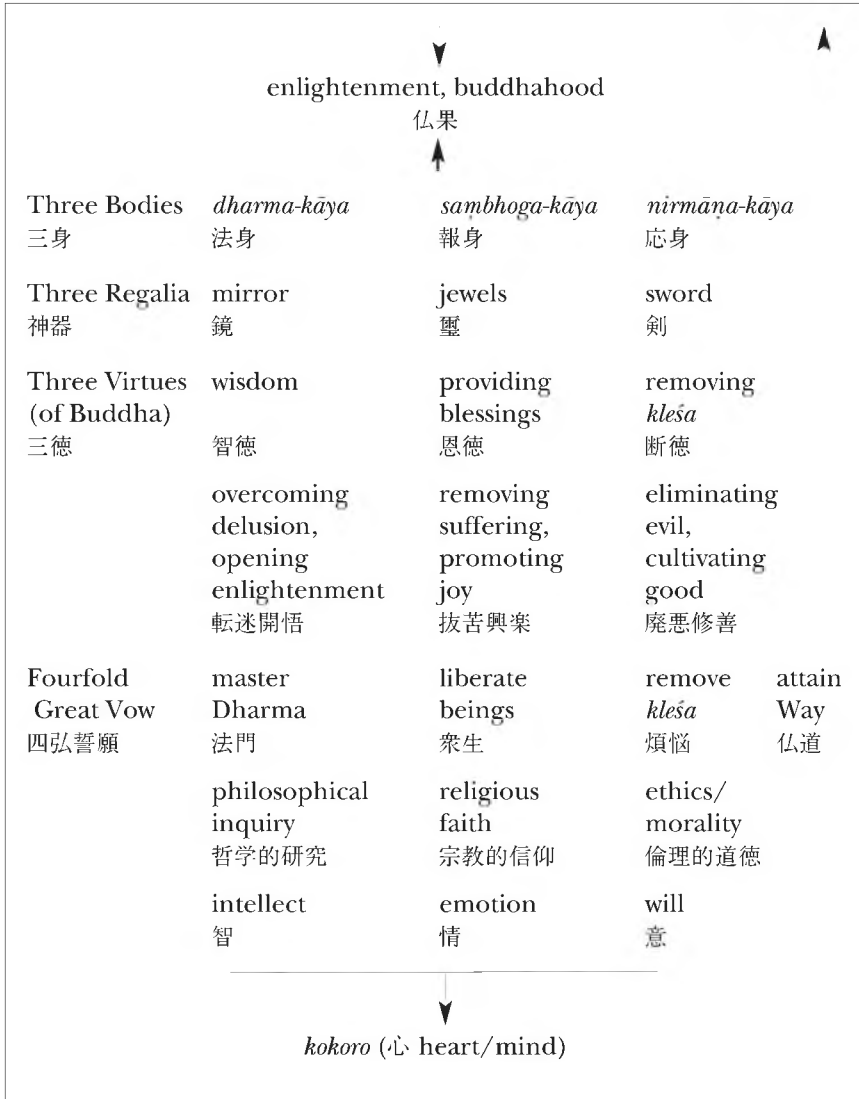 enlightenment, buddhahood
仏果
Three Bodies dharma-kāya saṃbhoga-kāya nirmāṇa-kāya
三身 法身 報身 応身
Three Regalia mirror jewels sword
神器 鏡 璽 剣
Three Virtues wisdom providing removing
(of Buddha) blessings kleśa
三徳 智徳 恩徳 断徳
overcoming removing eliminating
delusion, suffering, evil,
opening promoting cultivating
enlightenment joy good
転迷開悟 抜苦興楽 廃悪修善
Fourfold master liberate remove attain
Great Vow Dharma beings kleśa Way
四弘誓願 法門 衆生 煩悩 仏道
philosophical religious ethics/
inquiry faith morality
哲学的研究 宗教的信仰 倫理的道徳
intellect emotion will
智 情 意
kokoro (心 heart/mind)